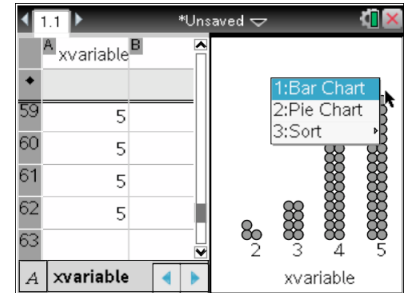 1.1 *Unsaved
A xvariable B
59 5
60 5
61 5
62 5
63
A xvariable
1:Bar Chart
2:Pie Chart
3:Sort
2 3 4 5
xvariable